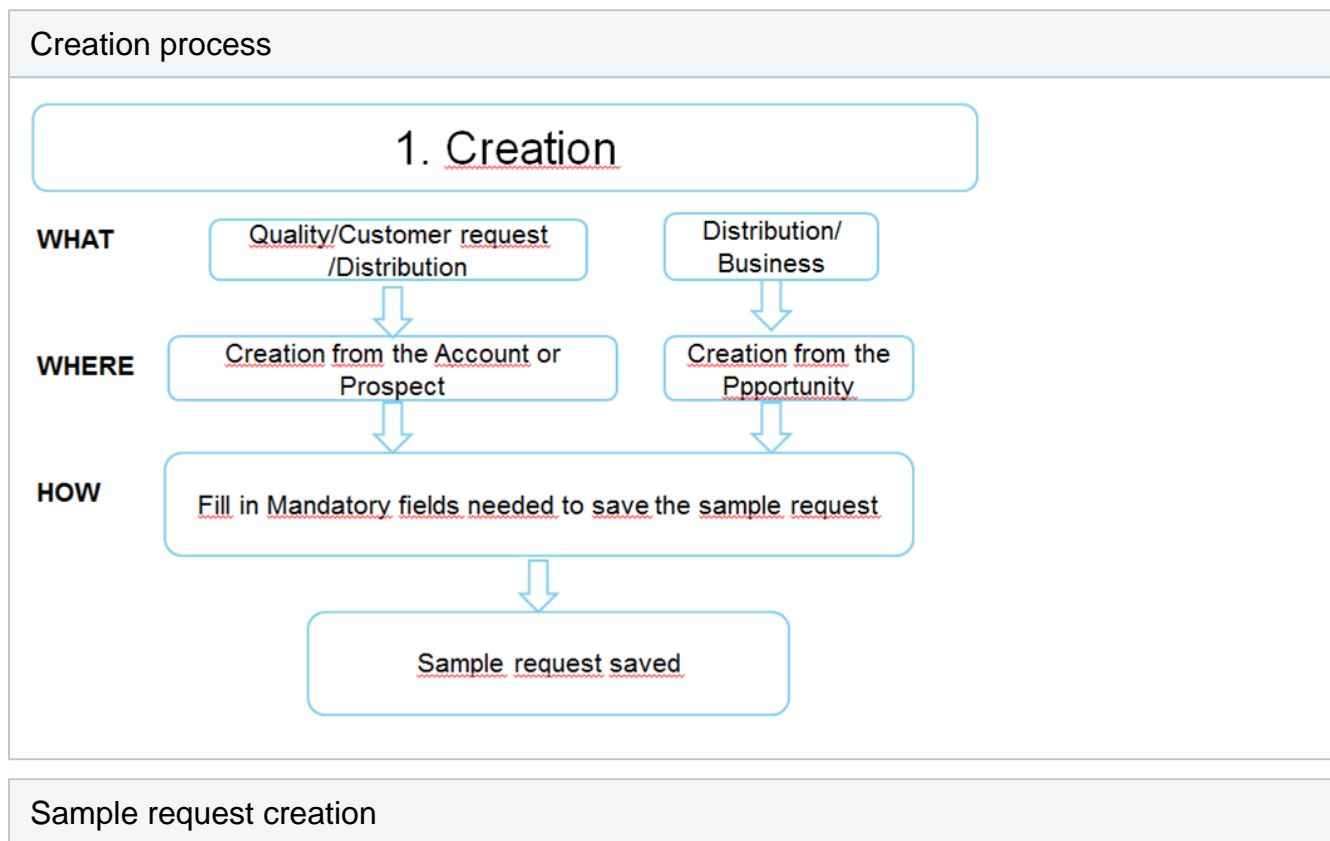 Creation process
1. Creation
WHAT
Quality/Customer request
/Distribution
Distribution/
Business
WHERE
Creation from the Account or
Prospect
Creation from the
Ppportunity
HOW
Fill in Mandatory fields needed to save the sample request
Sample request saved
Sample request creation